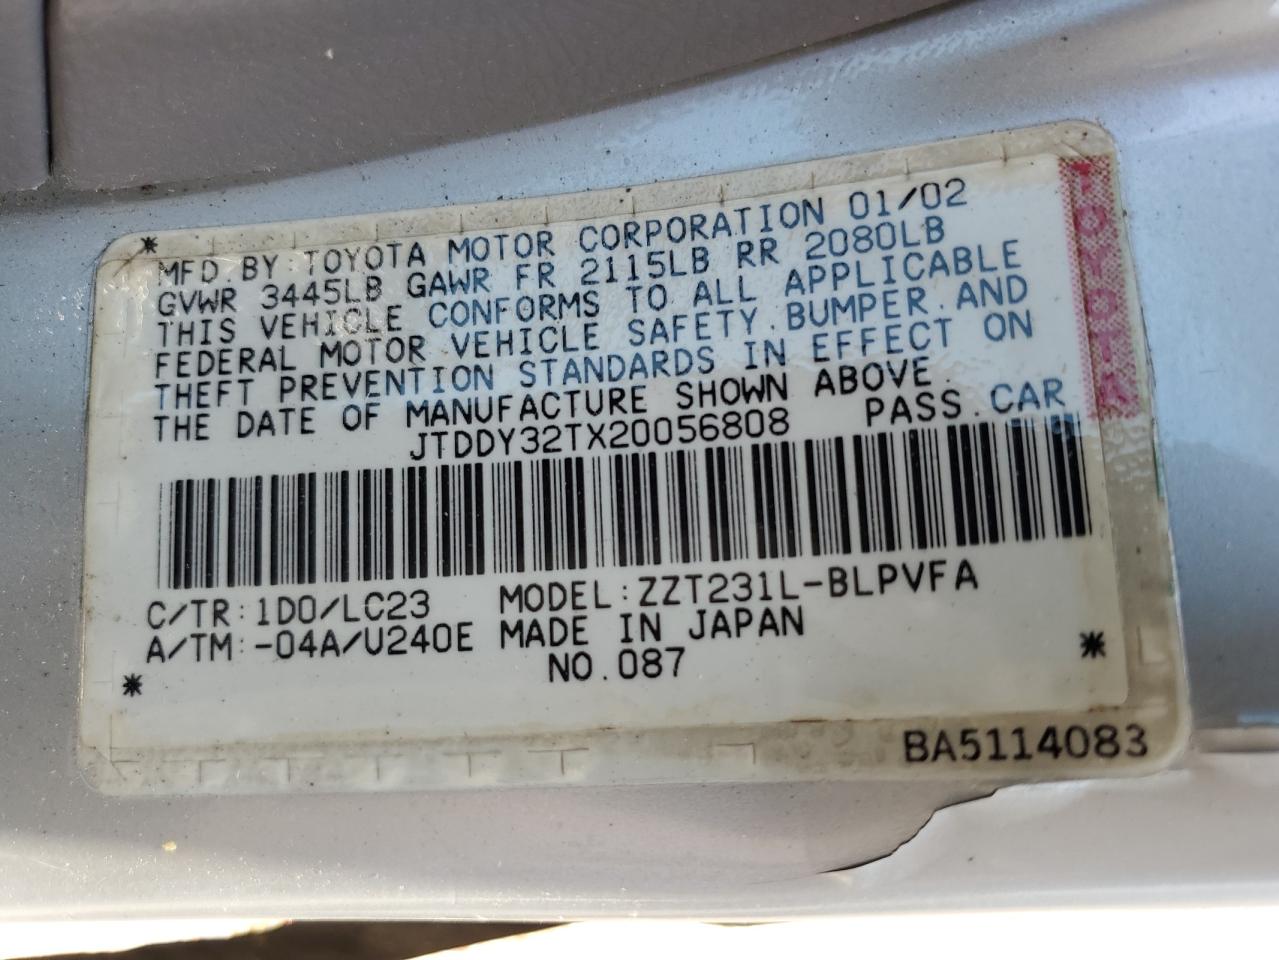 MFD. BY: TOYOTA MOTOR CORPORATION 01/02
GVWR 3445LB GAWR FR 2115LB RR 2080LB
THIS VEHICLE CONFORMS TO ALL APPLICABLE
FEDERAL MOTOR VEHICLE SAFETY. BUMPER. AND
THEFT PREVENTION STANDARDS IN EFFECT ON
THE DATE OF MANUFACTURE SHOWN ABOVE.
JTDDY32TX20056808 PASS. CAR
C/TR: 1D0/LC23 MODEL: ZZT231L-BLPVFA
A/TM: -04A/U240E MADE IN JAPAN
NO. 087
BA5114083
TOYOTA